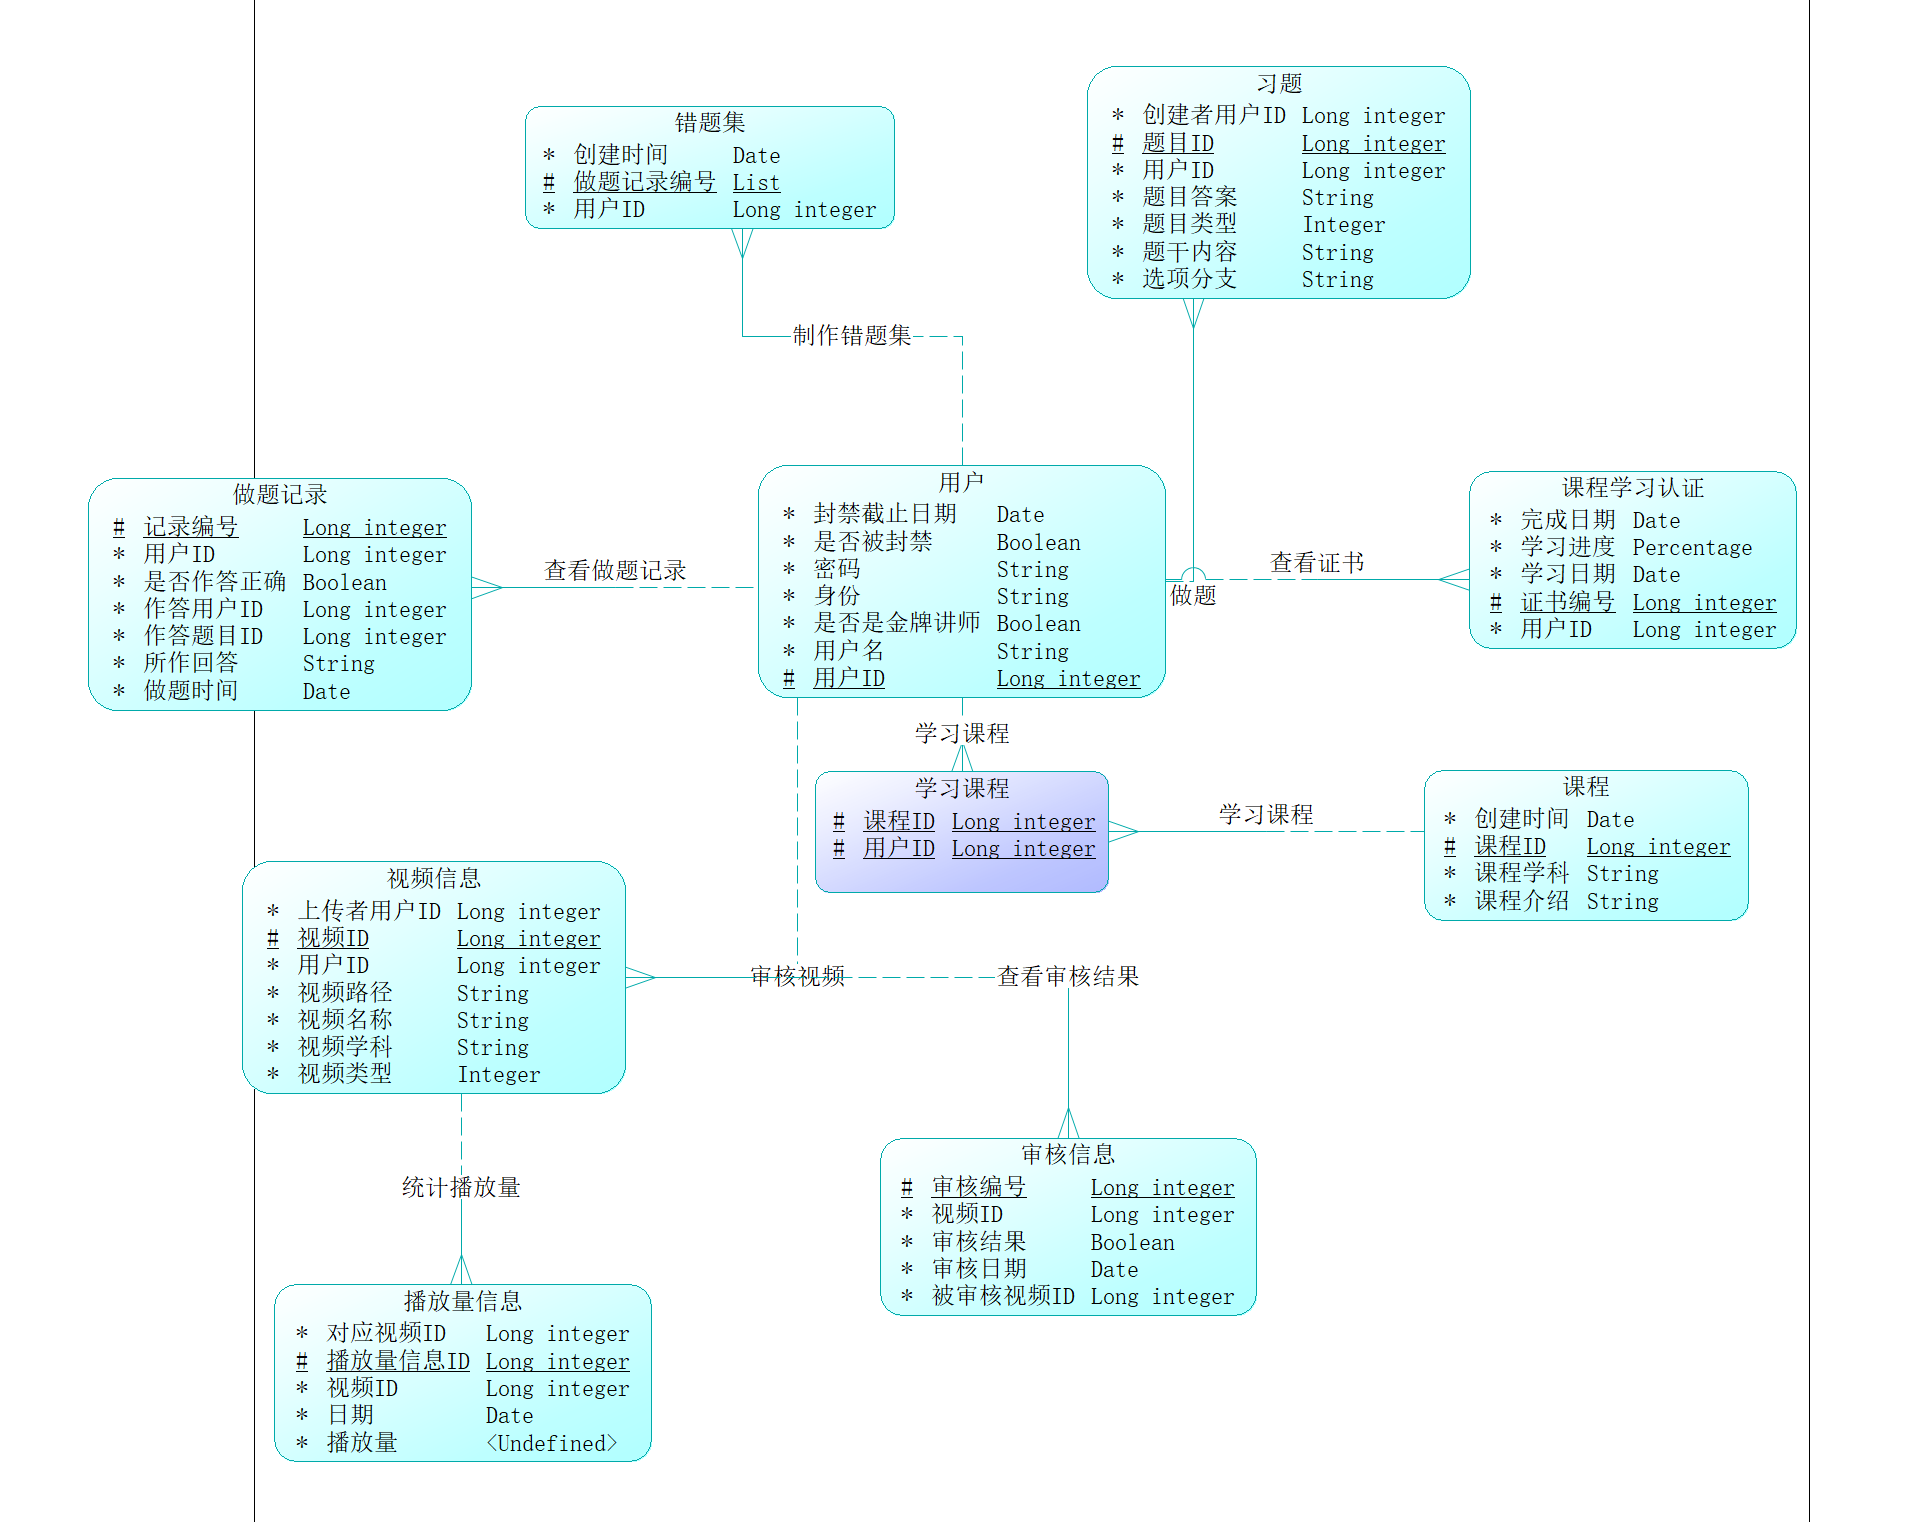 习题
* 创建者用户ID Long integer
# 题目ID Long integer
* 用户ID Long integer
* 题目答案 String
* 题目类型 Integer
* 题干内容 String
* 选项分支 String
错题集
* 创建时间 Date
# 做题记录编号 List
* 用户ID Long integer
制作错题集
做题记录
# 记录编号 Long integer
* 用户ID Long integer
* 是否作答正确 Boolean
* 作答用户ID Long integer
* 作答题目ID Long integer
* 所作回答 String
* 做题时间 Date
查看做题记录
用户
* 封禁截止日期 Date
* 是否被封禁 Boolean
* 密码 String
* 身份 String
* 是否是金牌讲师 Boolean
* 用户名 String
# 用户ID Long integer
做题
查看证书
课程学习认证
* 完成日期 Date
* 学习进度 Percentage
* 学习日期 Date
# 证书编号 Long integer
* 用户ID Long integer
学习课程
学习课程
# 课程ID Long integer
# 用户ID Long integer
学习课程
课程
* 创建时间 Date
# 课程ID Long integer
* 课程学科 String
* 课程介绍 String
视频信息
* 上传者用户ID Long integer
# 视频ID Long integer
* 用户ID Long integer
* 视频路径 String
* 视频名称 String
* 视频学科 String
* 视频类型 Integer
审核视频
查看审核结果
统计播放量
审核信息
# 审核编号 Long integer
* 视频ID Long integer
* 审核结果 Boolean
* 审核日期 Date
* 被审核视频ID Long integer
播放量信息
* 对应视频ID Long integer
# 播放量信息ID Long integer
* 视频ID Long integer
* 日期 Date
* 播放量 <Undefined>